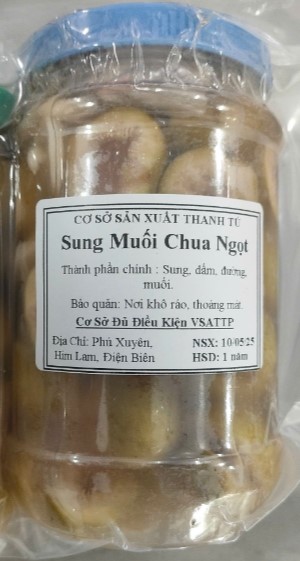 CƠ SỞ SẢN XUẤT THANH TÚ
Sung Muối Chua Ngọt
Thành phần chính : Sung, dấm, đường,
muối.
Bảo quản: Nơi khô ráo, thoáng mát.
Cơ Sở Đủ Điều Kiện VSATTP
Địa Chỉ: Phù Xuyên, NSX: 10/05/25
Him Lam, Điện Biên HSD: 1 năm